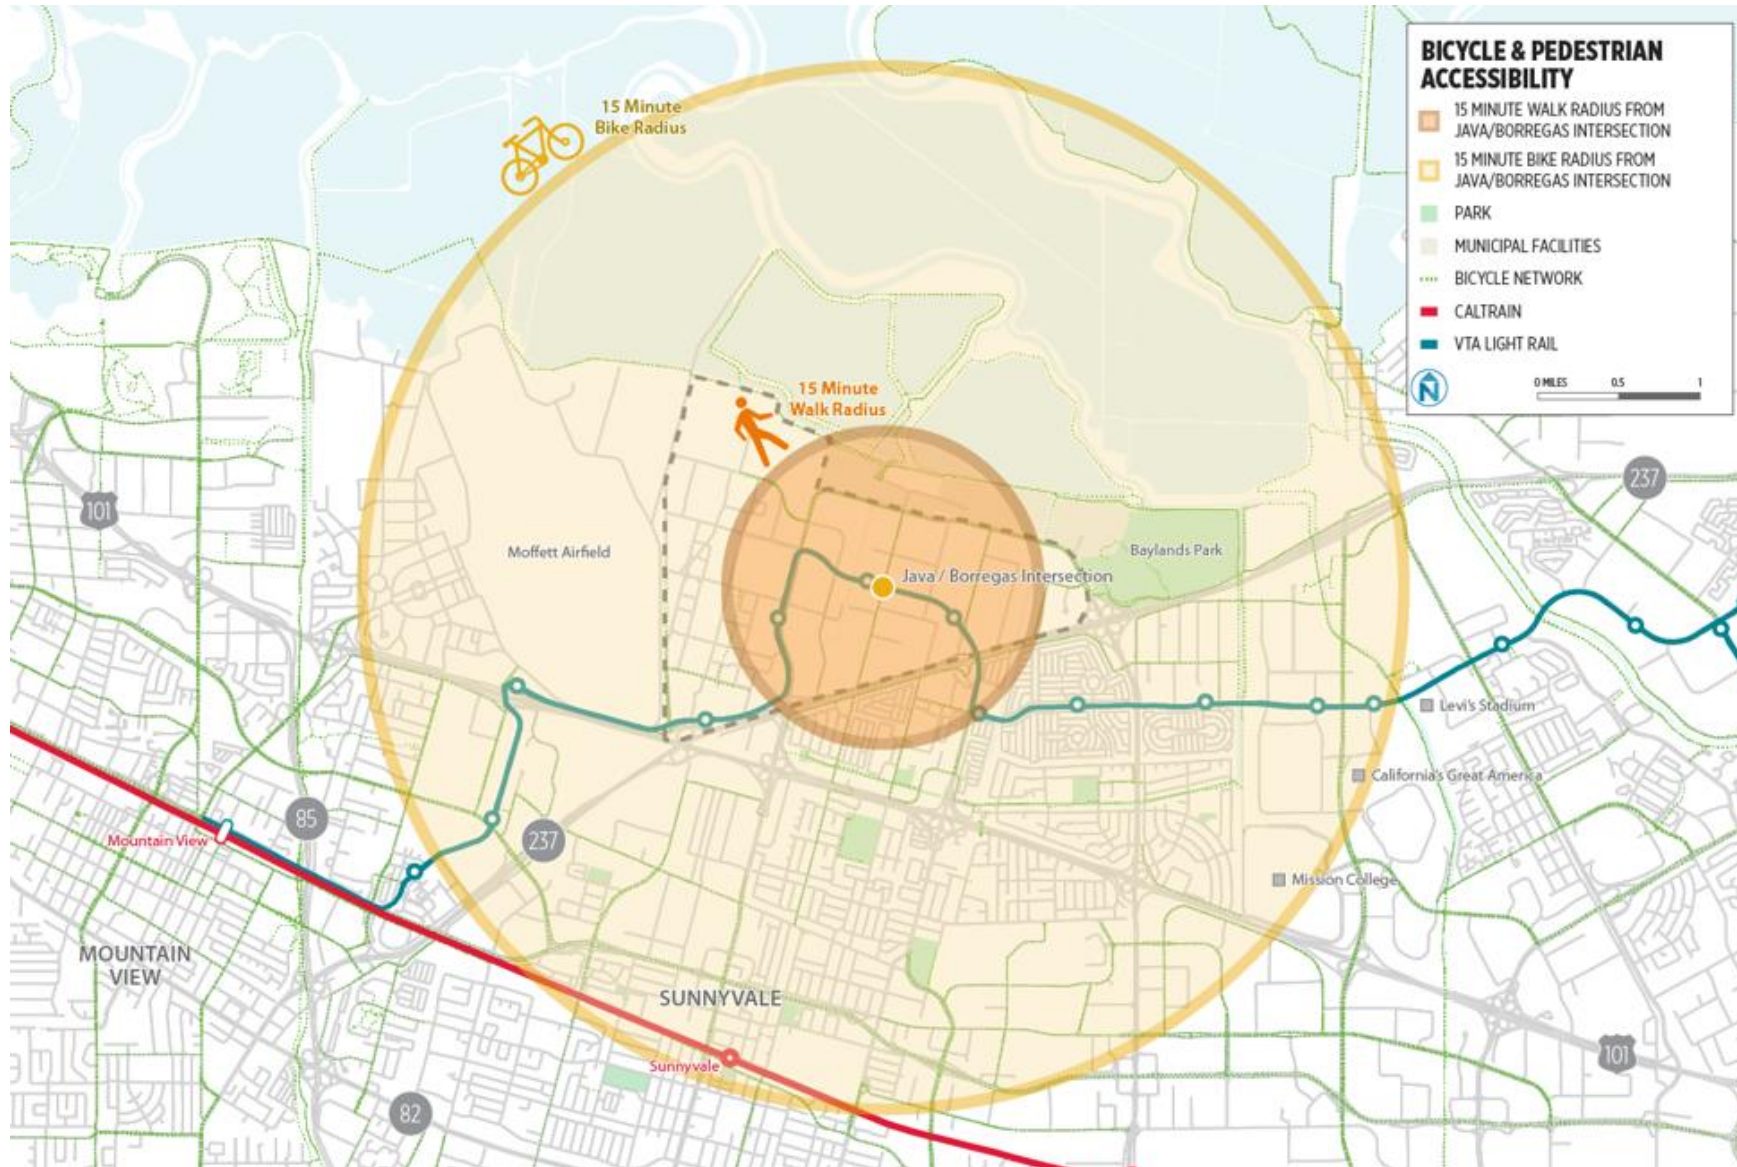 BICYCLE & PEDESTRIAN
ACCESSIBILITY
15 MINUTE WALK RADIUS FROM
JAVA/BORREGAS INTERSECTION
15 MINUTE BIKE RADIUS FROM
JAVA/BORREGAS INTERSECTION
PARK
MUNICIPAL FACILITIES
BICYCLE NETWORK
CALTRAIN
VTA LIGHT RAIL
N
0 MILES 0.5 1
15 Minute
Bike Radius
15 Minute
Walk Radius
237
101
Moffett Airfield
Baylands Park
Java / Borregas Intersection
Levi's Stadium
California's Great America
85
Mountain View
237
Mission College
MOUNTAIN
VIEW
SUNNYVALE
Sunnyvale
101
82